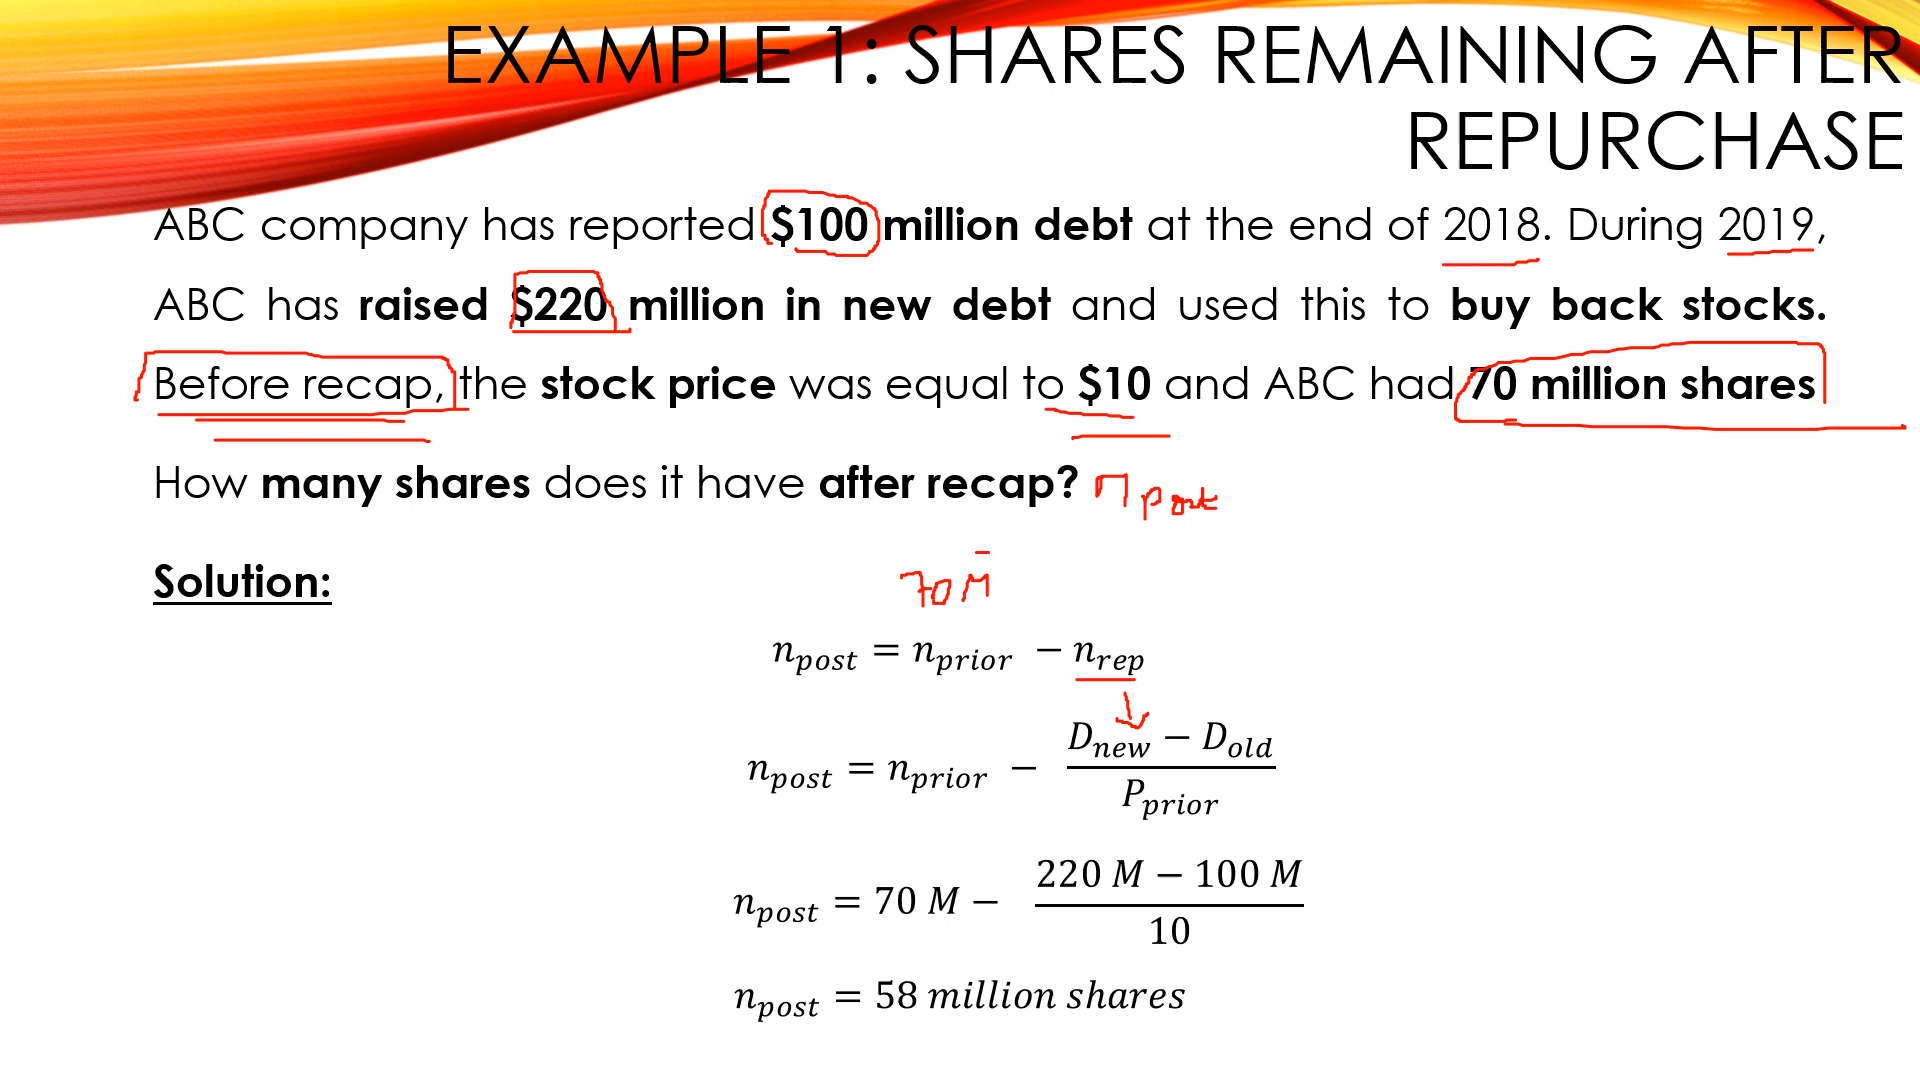 EXAMPLE 1: SHARES REMAINING AFTER
REPURCHASE
ABC company has reported $100 million debt at the end of 2018. During 2019,
ABC has raised $220 million in new debt and used this to buy back stocks.
Before recap, the stock price was equal to $10 and ABC had 70 million shares
How many shares does it have after recap? n post
Solution:
70 M
n_post = n_prior − n_rep
n_post = n_prior − (D_new − D_old) / P_prior
n_post = 70 M − (220 M − 100 M) / 10
n_post = 58 million shares